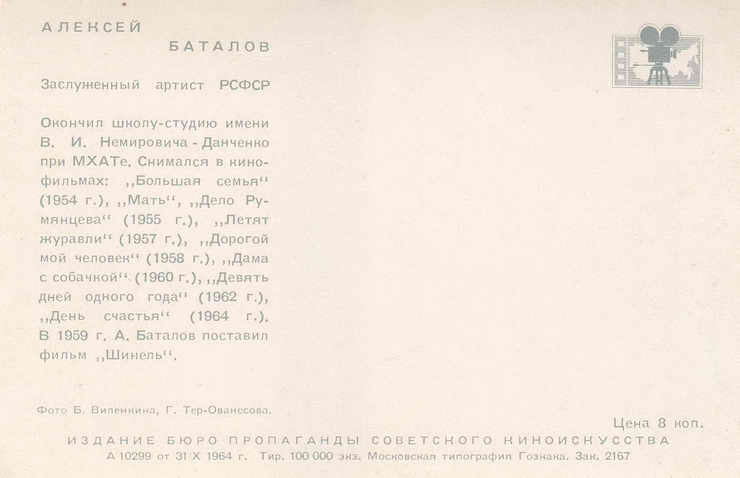 АЛЕКСЕЙ
БАТАЛОВ
Заслуженный артист РСФСР
Окончил школу-студию имени
В. И. Немировича-Данченко
при МХАТе. Снимался в кино-
фильмах: „Большая семья“
(1954 г.), „Мать“, „Дело Ру-
мянцева“ (1955 г.), „Летят
журавли“ (1957 г.), „Дорогой
мой человек“ (1958 г.), „Дама
с собачкой“ (1960 г.), „Девять
дней одного года“ (1962 г.),
„День счастья“ (1964 г.).
В 1959 г. А. Баталов поставил
фильм „Шинель“.
Фото Б. Виленкина, Г. Тер-Ованесова.
Цена 8 коп.
ИЗДАНИЕ БЮРО ПРОПАГАНДЫ СОВЕТСКОГО КИНОИСКУССТВА
А 10299 от 31 X 1964 г. Тир. 100 000 экз. Московская типография Гознака. Зак. 2167